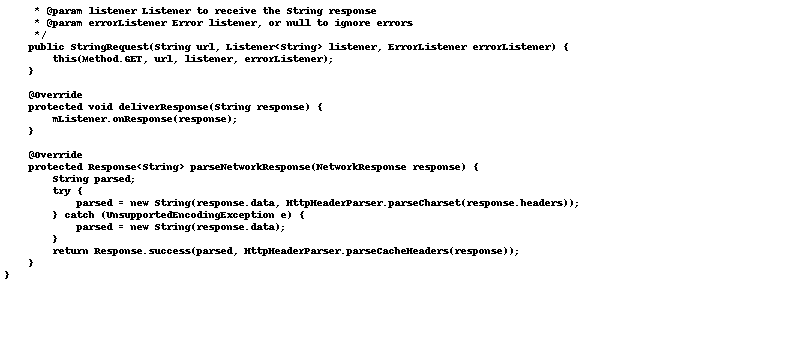 * @param listener Listener to receive the String response
     * @param errorListener Error listener, or null to ignore errors
     */
    public StringRequest(String url, Listener<String> listener, ErrorListener errorListener) {
        this(Method.GET, url, listener, errorListener);
    }

    @Override
    protected void deliverResponse(String response) {
        mListener.onResponse(response);
    }

    @Override
    protected Response<String> parseNetworkResponse(NetworkResponse response) {
        String parsed;
        try {
            parsed = new String(response.data, HttpHeaderParser.parseCharset(response.headers));
        } catch (UnsupportedEncodingException e) {
            parsed = new String(response.data);
        }
        return Response.success(parsed, HttpHeaderParser.parseCacheHeaders(response));
    }
}